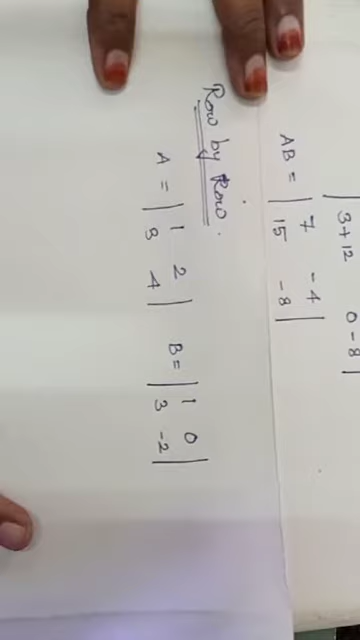 | 3+12 0-8 |
AB = | 7 -4
15 -8 |
Row by Row.
A = | 1 2
3 4 | B = | 1 0
3 -2 |